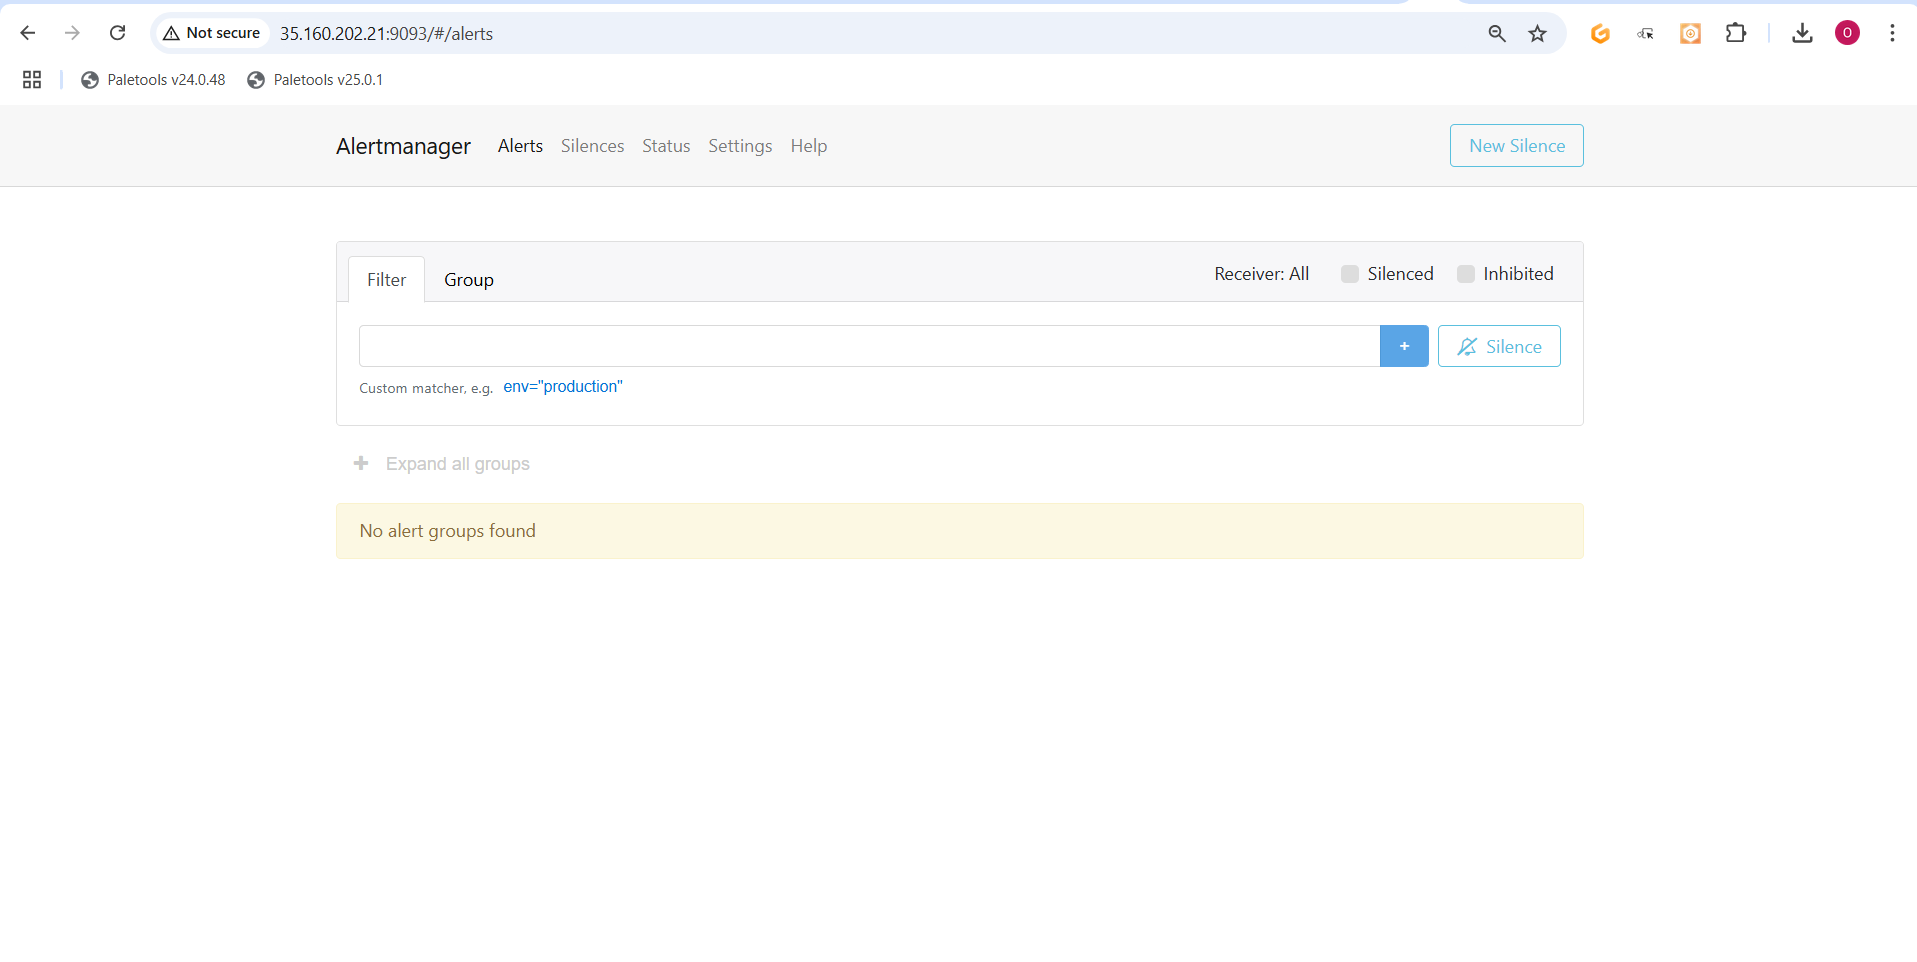 Not secure 35.160.202.21:9093/#/alerts O
Paletools v24.0.48 Paletools v25.0.1
Alertmanager Alerts Silences Status Settings Help New Silence
Filter Group Receiver: All Silenced Inhibited
+ Silence
Custom matcher, e.g. env="production"
+ Expand all groups
No alert groups found